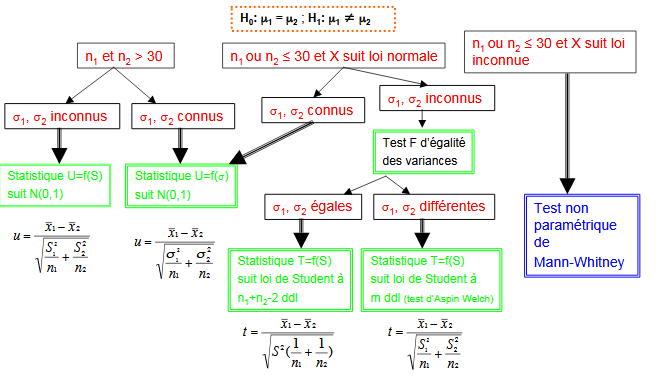 H₀: μ₁ = μ₂ ; H₁: μ₁ ≠ μ₂
n₁ et n₂ > 30
n₁ ou n₂ ≤ 30 et X suit loi normale
n₁ ou n₂ ≤ 30 et X suit loi
inconnue
σ₁, σ₂ inconnus
σ₁, σ₂ connus
σ₁, σ₂ connus
σ₁, σ₂ inconnus
Test F d'égalité
des variances
Statistique U=f(S)
suit N(0,1)
Statistique U=f(σ)
suit N(0,1)
σ₁, σ₂ égales
σ₁, σ₂ différentes
Test non
paramétrique
de
Mann-Whitney
u = (x̄₁ − x̄₂) / √(S₁²/n₁ + S₂²/n₂)
u = (x̄₁ − x̄₂) / √(σ₁²/n₁ + σ₂²/n₂)
Statistique T=f(S)
suit loi de Student à
n₁+n₂-2 ddl
Statistique T=f(S)
suit loi de Student à
m ddl (test d'Aspin Welch)
t = (x̄₁ − x̄₂) / √(S²(1/n₁ + 1/n₂))
t = (x̄₁ − x̄₂) / √(S₁²/n₁ + S₂²/n₂)